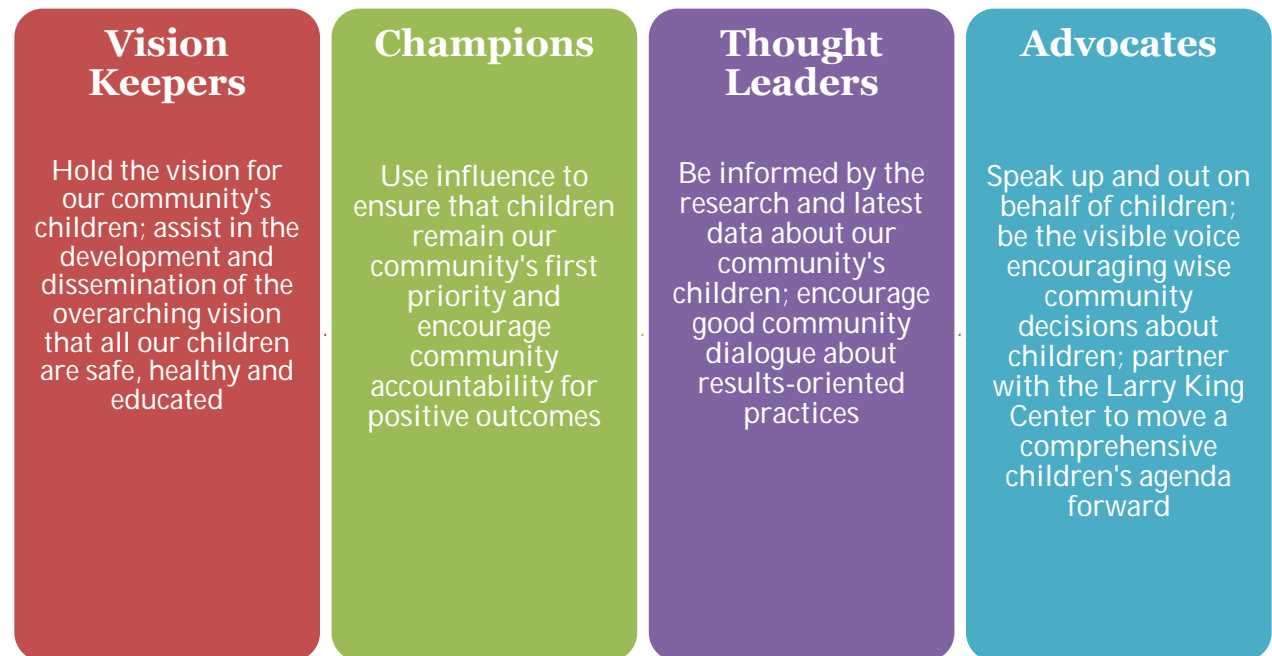 Vision
Keepers
Hold the vision for
our community's
children; assist in the
development and
dissemination of the
overarching vision
that all our children
are safe, healthy and
educated
Champions
Use influence to
ensure that children
remain our
community's first
priority and
encourage
community
accountability for
positive outcomes
Thought
Leaders
Be informed by the
research and latest
data about our
community's
children; encourage
good community
dialogue about
results-oriented
practices
Advocates
Speak up and out on
behalf of children;
be the visible voice
encouraging wise
community
decisions about
children; partner
with the Larry King
Center to move a
comprehensive
children's agenda
forward